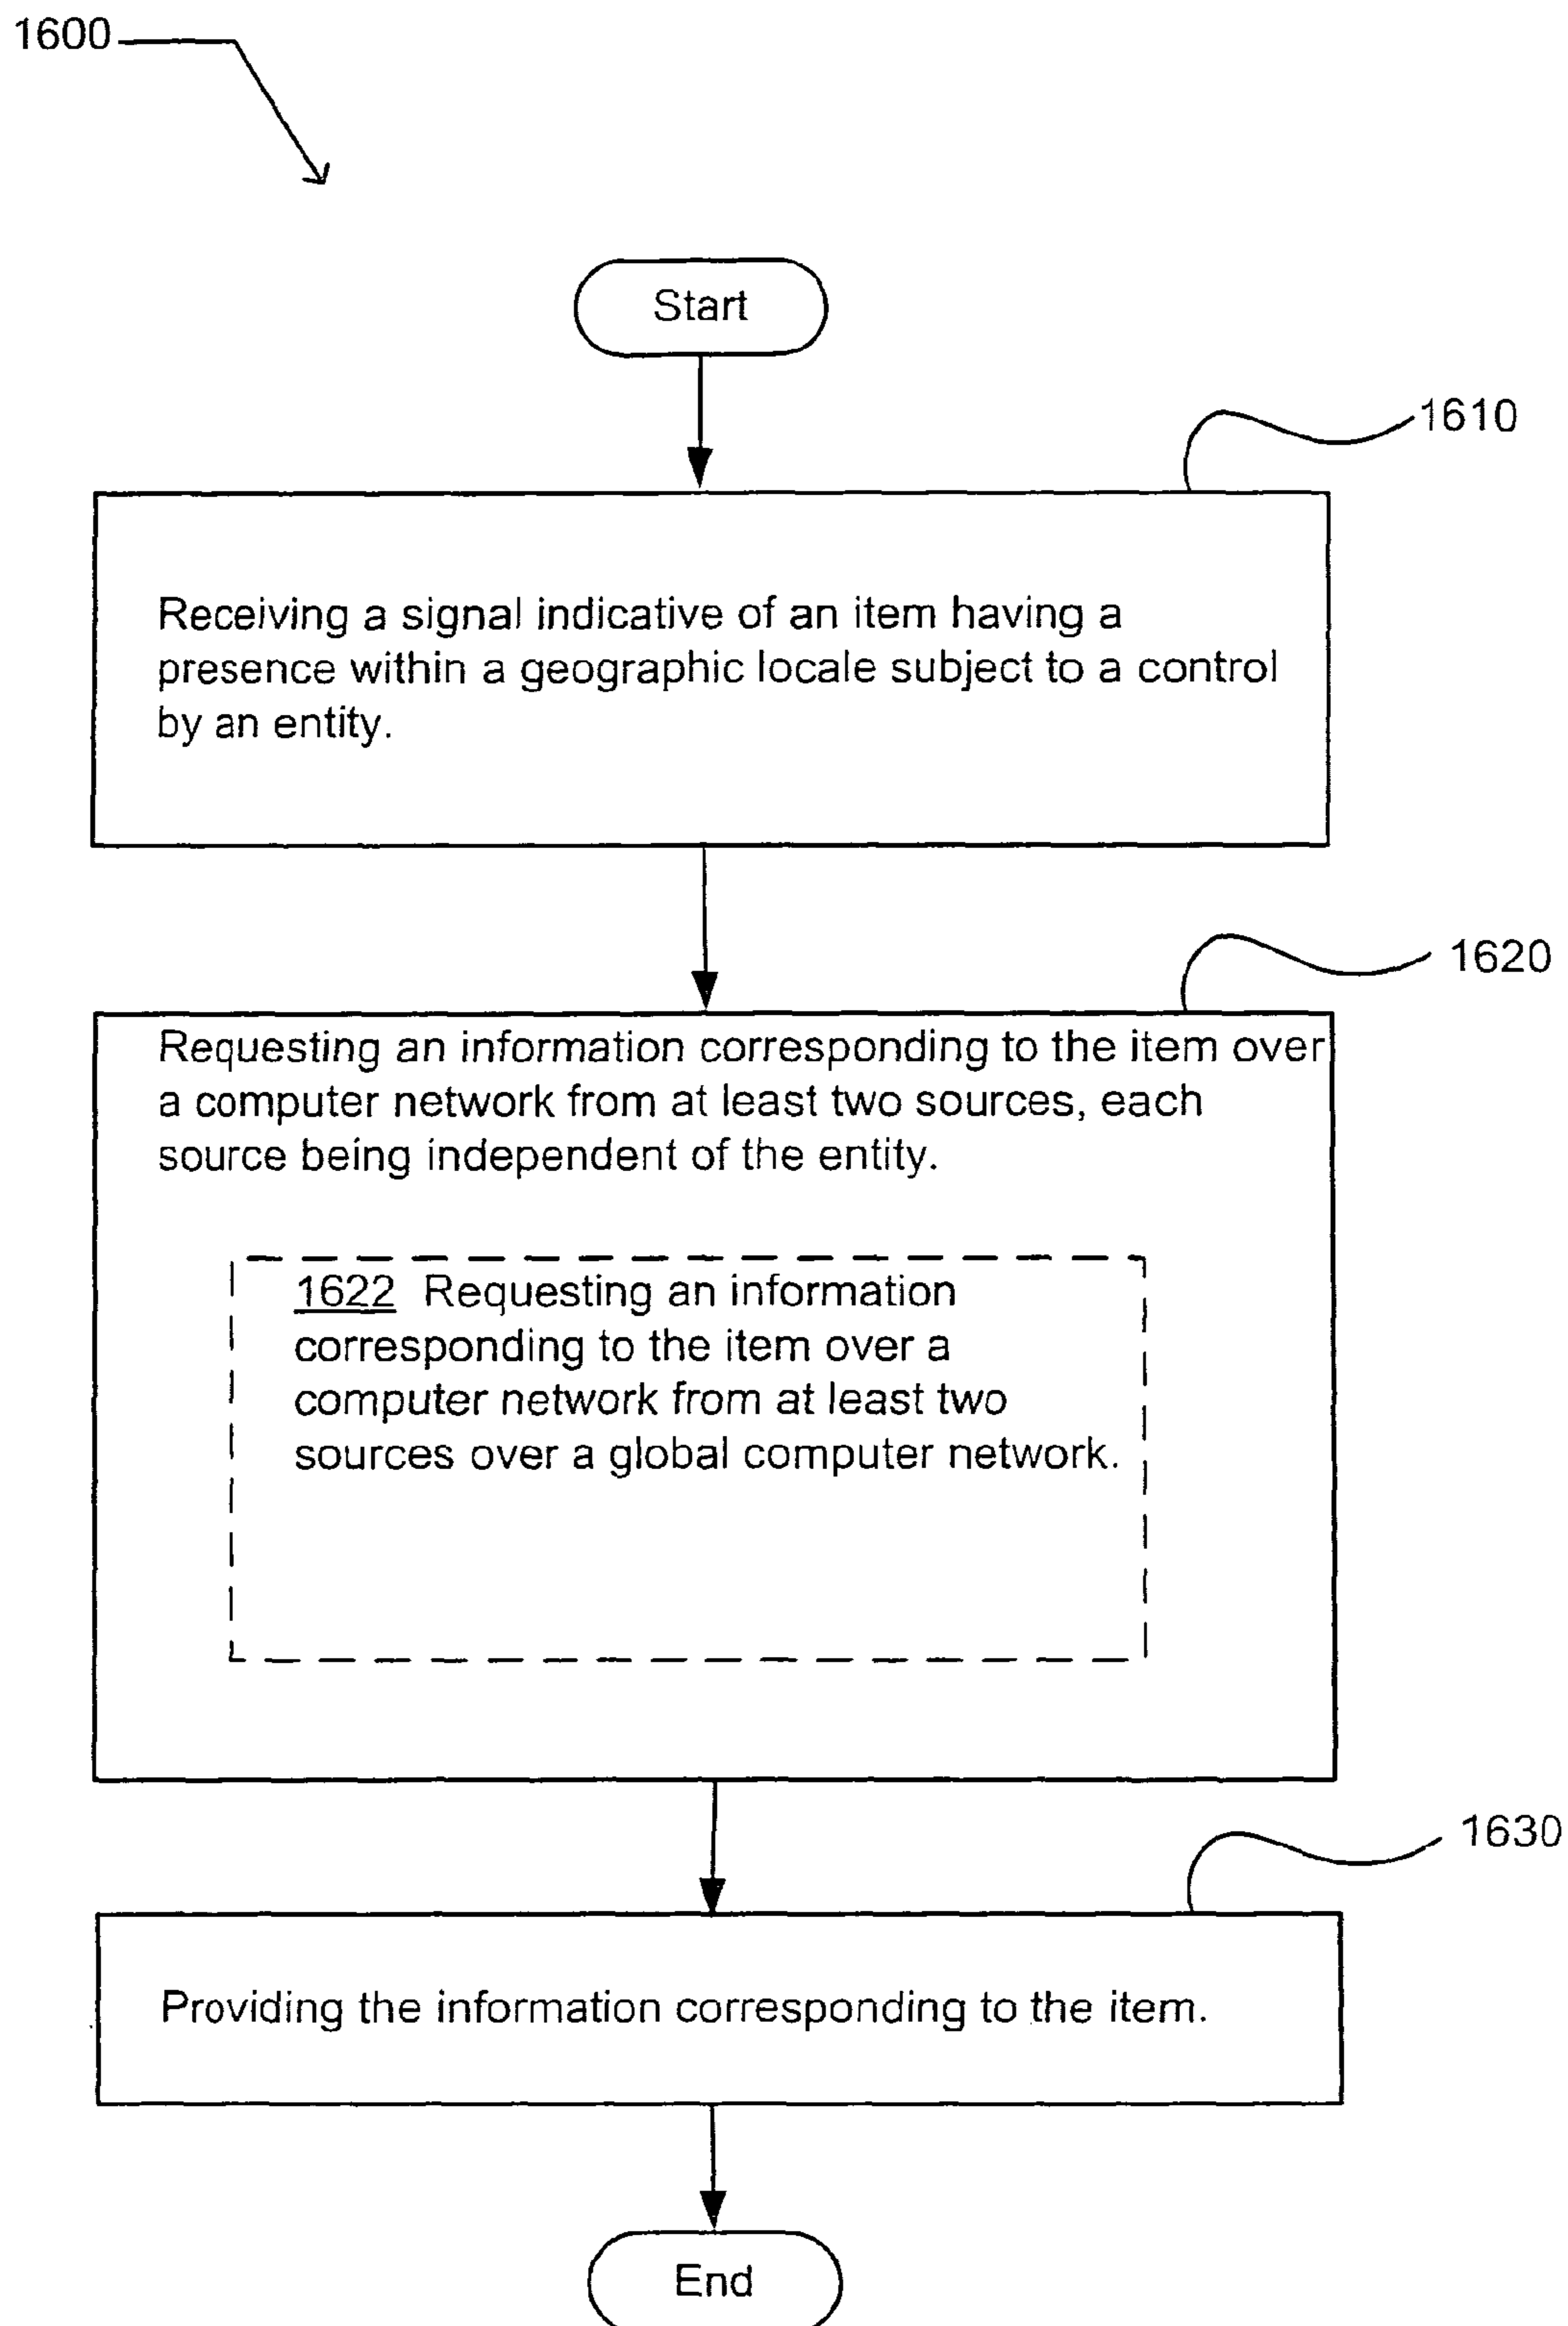 1600
Start
1610
Receiving a signal indicative of an item having a
presence within a geographic locale subject to a control
by an entity.
1620
Requesting an information corresponding to the item over
a computer network from at least two sources, each
source being independent of the entity.
1622 Requesting an information
corresponding to the item over a
computer network from at least two
sources over a global computer network.
1630
Providing the information corresponding to the item.
End